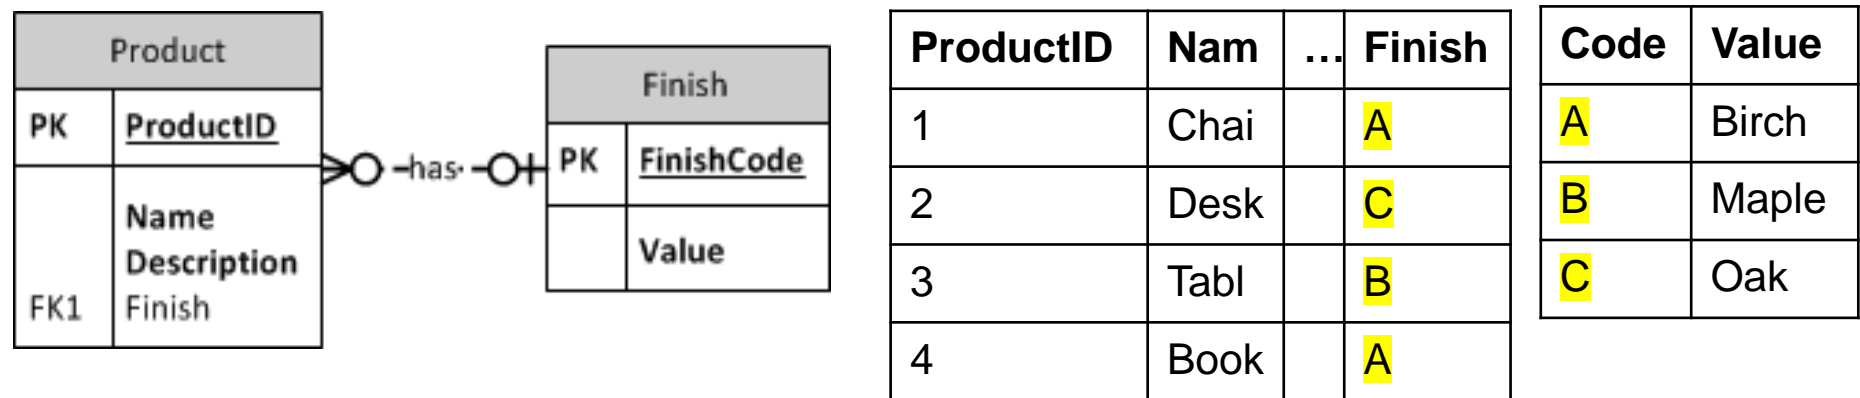 Product
PK ProductID
Name
Description
FK1 Finish
has
Finish
PK FinishCode
Value
ProductID Nam ... Finish
1 Chai A
2 Desk C
3 Tabl B
4 Book A
Code Value
A Birch
B Maple
C Oak